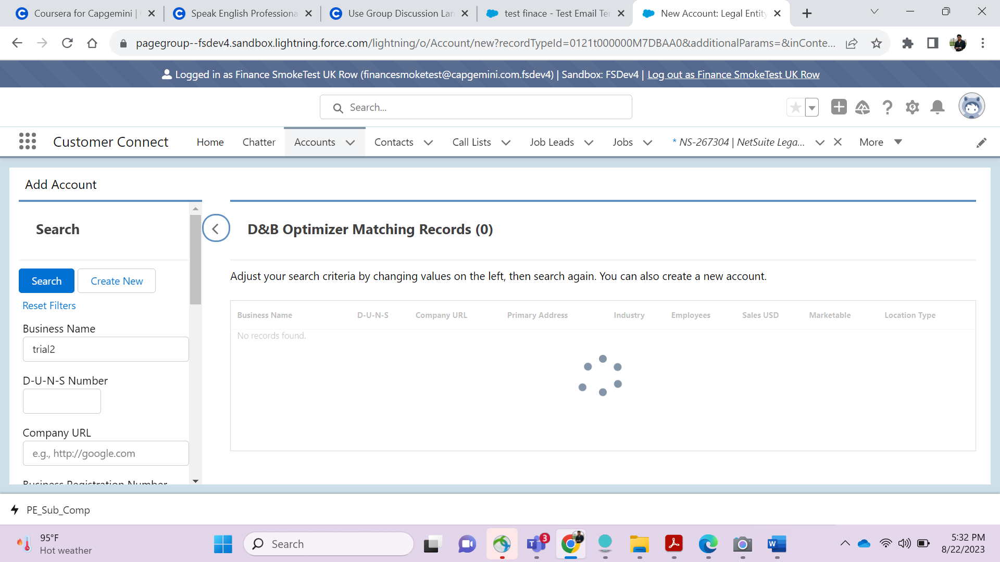 Coursera for Capgemini |
Speak English Professiona
Use Group Discussion Lan
test finace - Test Email Ter
New Account: Legal Entity
pagegroup--fsdev4.sandbox.lightning.force.com/lightning/o/Account/new?recordTypeId=0121t000000M7DBAA0&additionalParams=&inConte...
Logged in as Finance SmokeTest UK Row (financesmoketest@capgemini.com.fsdev4) | Sandbox: FSDev4 | Log out as Finance SmokeTest UK Row
Search...
Customer Connect
Home
Chatter
Accounts
Contacts
Call Lists
Job Leads
Jobs
* NS-267304 | NetSuite Lega...
More
Add Account
Search
D&B Optimizer Matching Records (0)
Search
Create New
Adjust your search criteria by changing values on the left, then search again. You can also create a new account.
Reset Filters
Business Name
D-U-N-S
Company URL
Primary Address
Industry
Employees
Sales USD
Marketable
Location Type
No records found.
Business Name
trial2
D-U-N-S Number
Company URL
e.g., http://google.com
Business Registration Number
PE_Sub_Comp
95°F
Hot weather
Search
3
5:32 PM
8/22/2023